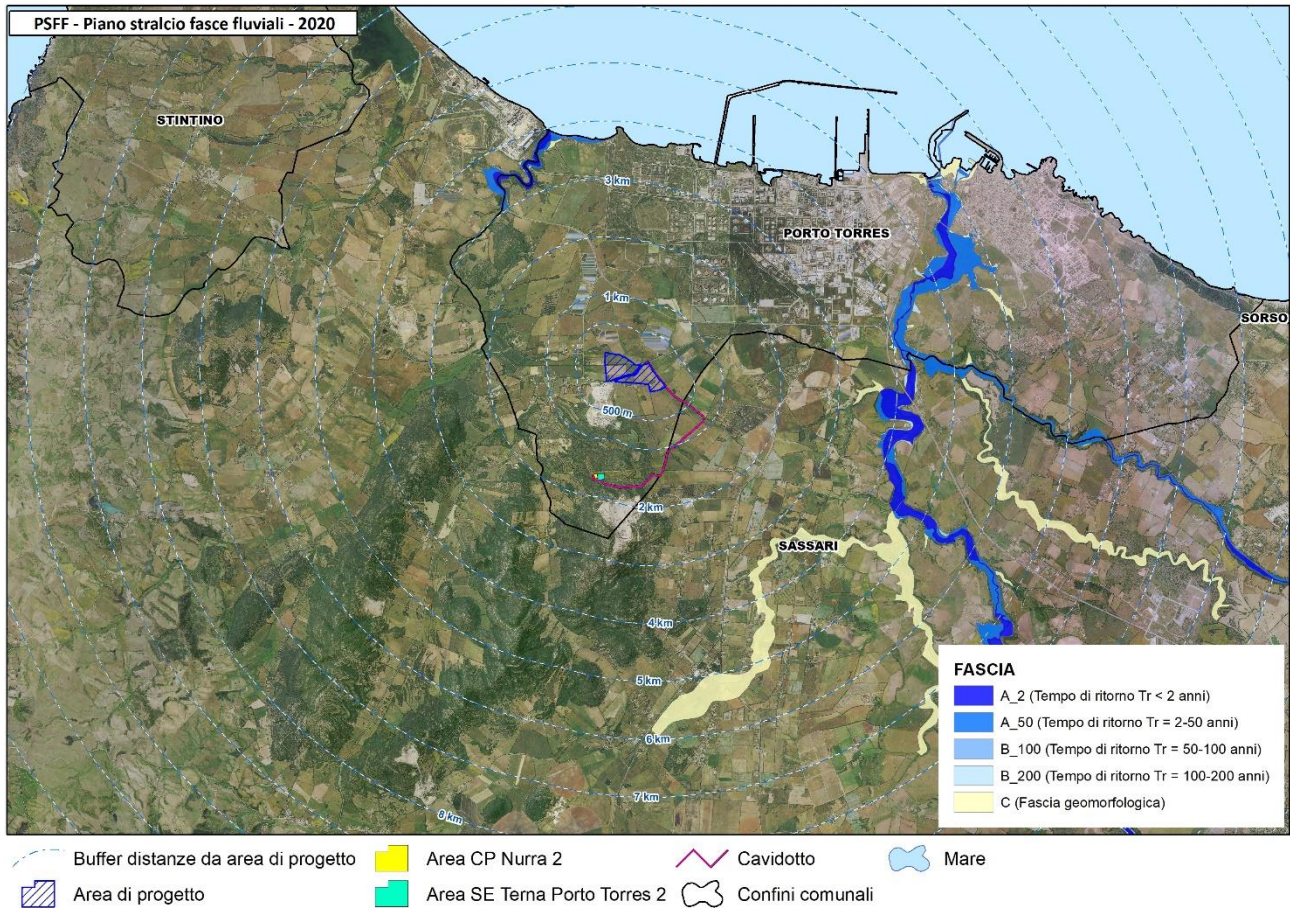 PSFF - Piano stralcio fasce fluviali - 2020
STINTINO
3 km
PORTO TORRES
1 km
SORSO
500 m
2 km
SASSARI
4 km
5 km
6 km
7 km
8 km
FASCIA
A_2 (Tempo di ritorno Tr < 2 anni)
A_50 (Tempo di ritorno Tr = 2-50 anni)
B_100 (Tempo di ritorno Tr = 50-100 anni)
B_200 (Tempo di ritorno Tr = 100-200 anni)
C (Fascia geomorfologica)
Buffer distanze da area di progetto
Area CP Nurra 2
Cavidotto
Mare
Area di progetto
Area SE Terna Porto Torres 2
Confini comunali